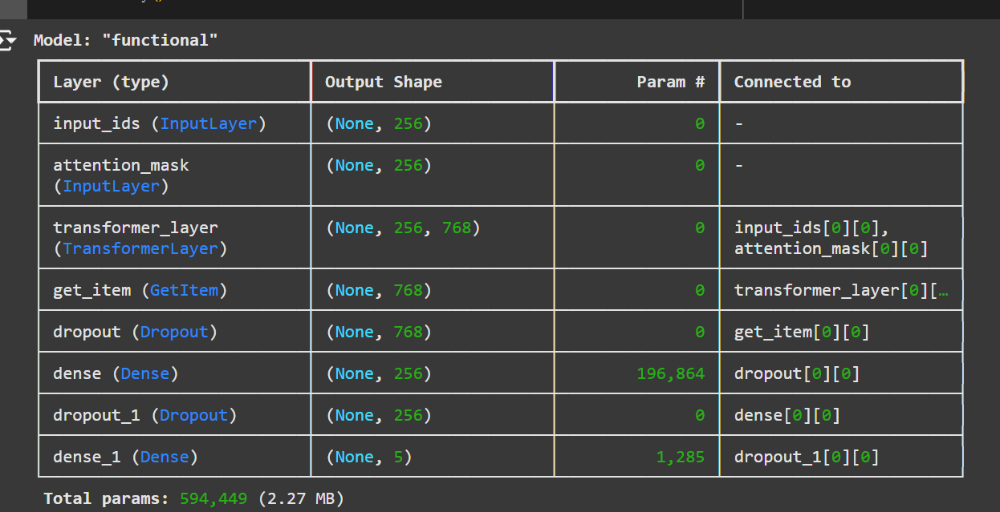 Model: "functional"
Layer (type) Output Shape Param # Connected to
input_ids (InputLayer) (None, 256) 0 -
attention_mask (None, 256) 0 -
(InputLayer)
transformer_layer (None, 256, 768) 0 input_ids[0][0],
(TransformerLayer) attention_mask[0][0]
get_item (GetItem) (None, 768) 0 transformer_layer[0][…
dropout (Dropout) (None, 768) 0 get_item[0][0]
dense (Dense) (None, 256) 196,864 dropout[0][0]
dropout_1 (Dropout) (None, 256) 0 dense[0][0]
dense_1 (Dense) (None, 5) 1,285 dropout_1[0][0]
Total params: 594,449 (2.27 MB)